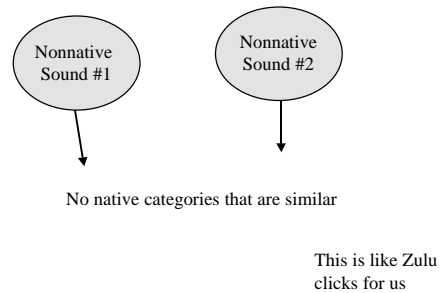 Nonnative
Sound #1
Nonnative
Sound #2
No native categories that are similar
This is like Zulu
clicks for us